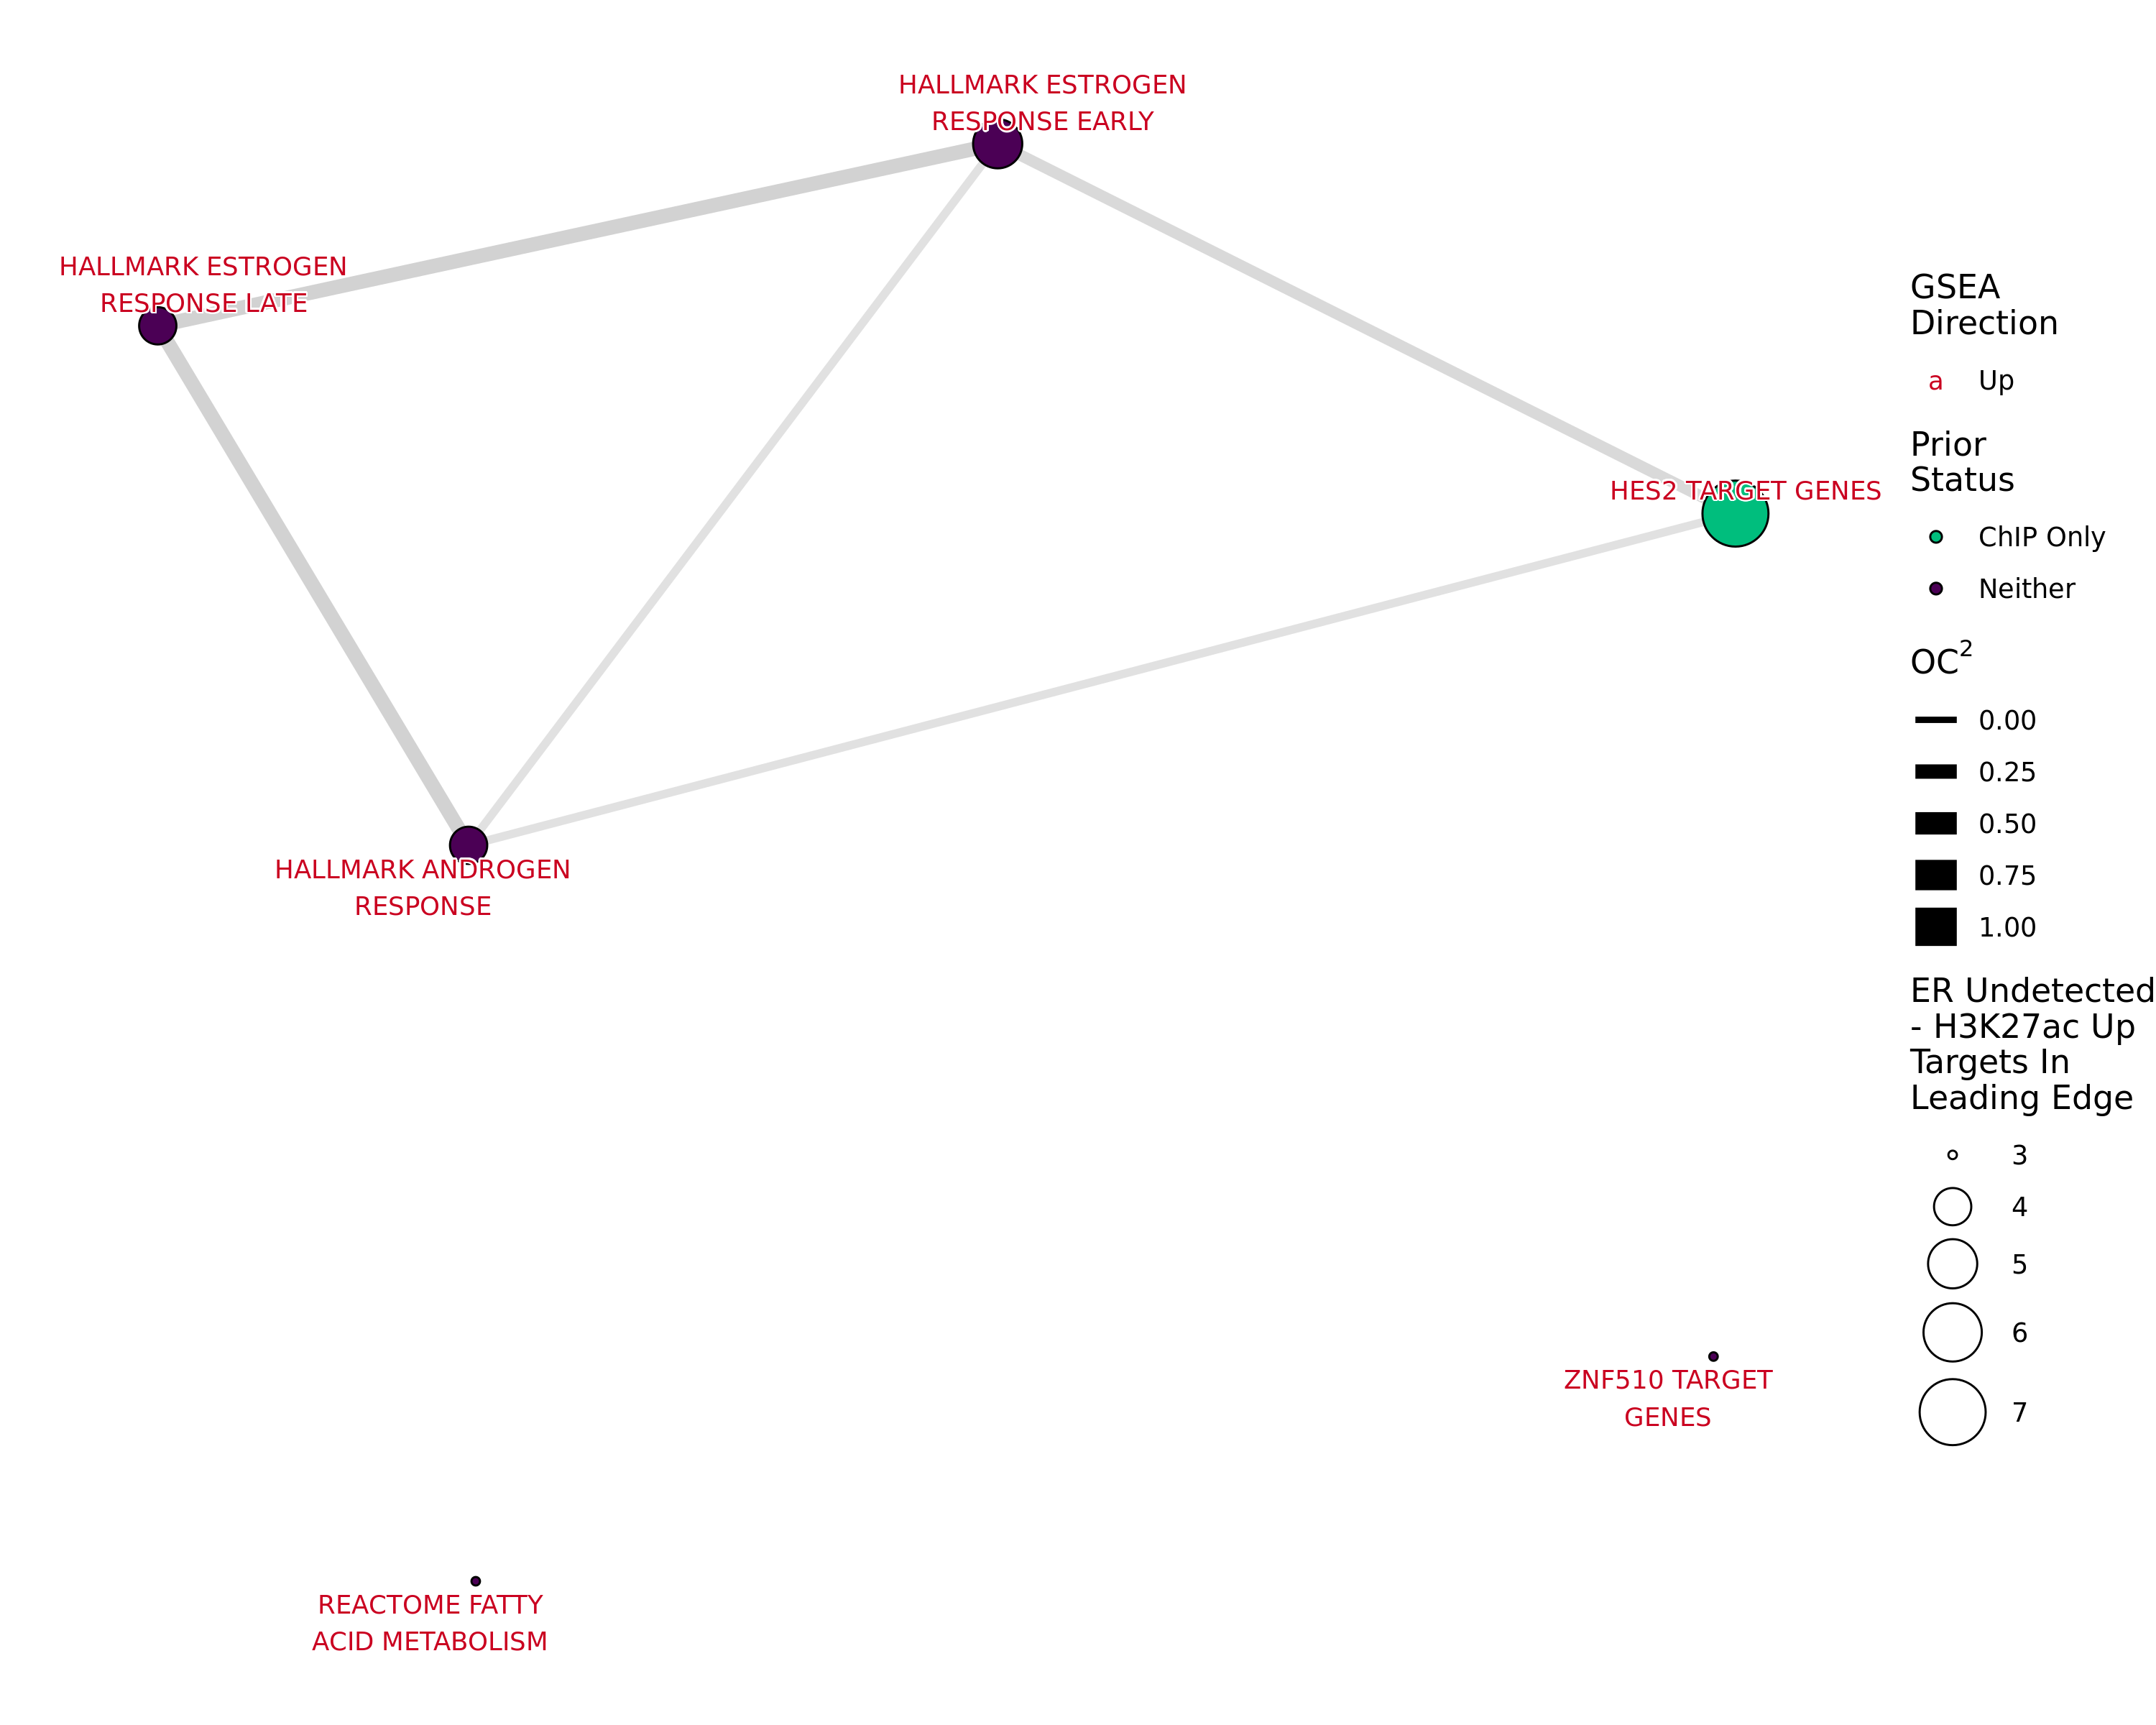 HALLMARK ESTROGEN
RESPONSE EARLY
HALLMARK ESTROGEN
RESPONSE LATE
HES2 TARGET GENES
HALLMARK ANDROGEN
RESPONSE
ZNF510 TARGET
GENES
REACTOME FATTY
ACID METABOLISM
GSEA
Direction
a Up
Prior
Status
ChIP Only
Neither
OC²
0.00
0.25
0.50
0.75
1.00
ER Undetected
- H3K27ac Up
Targets In
Leading Edge
3
4
5
6
7